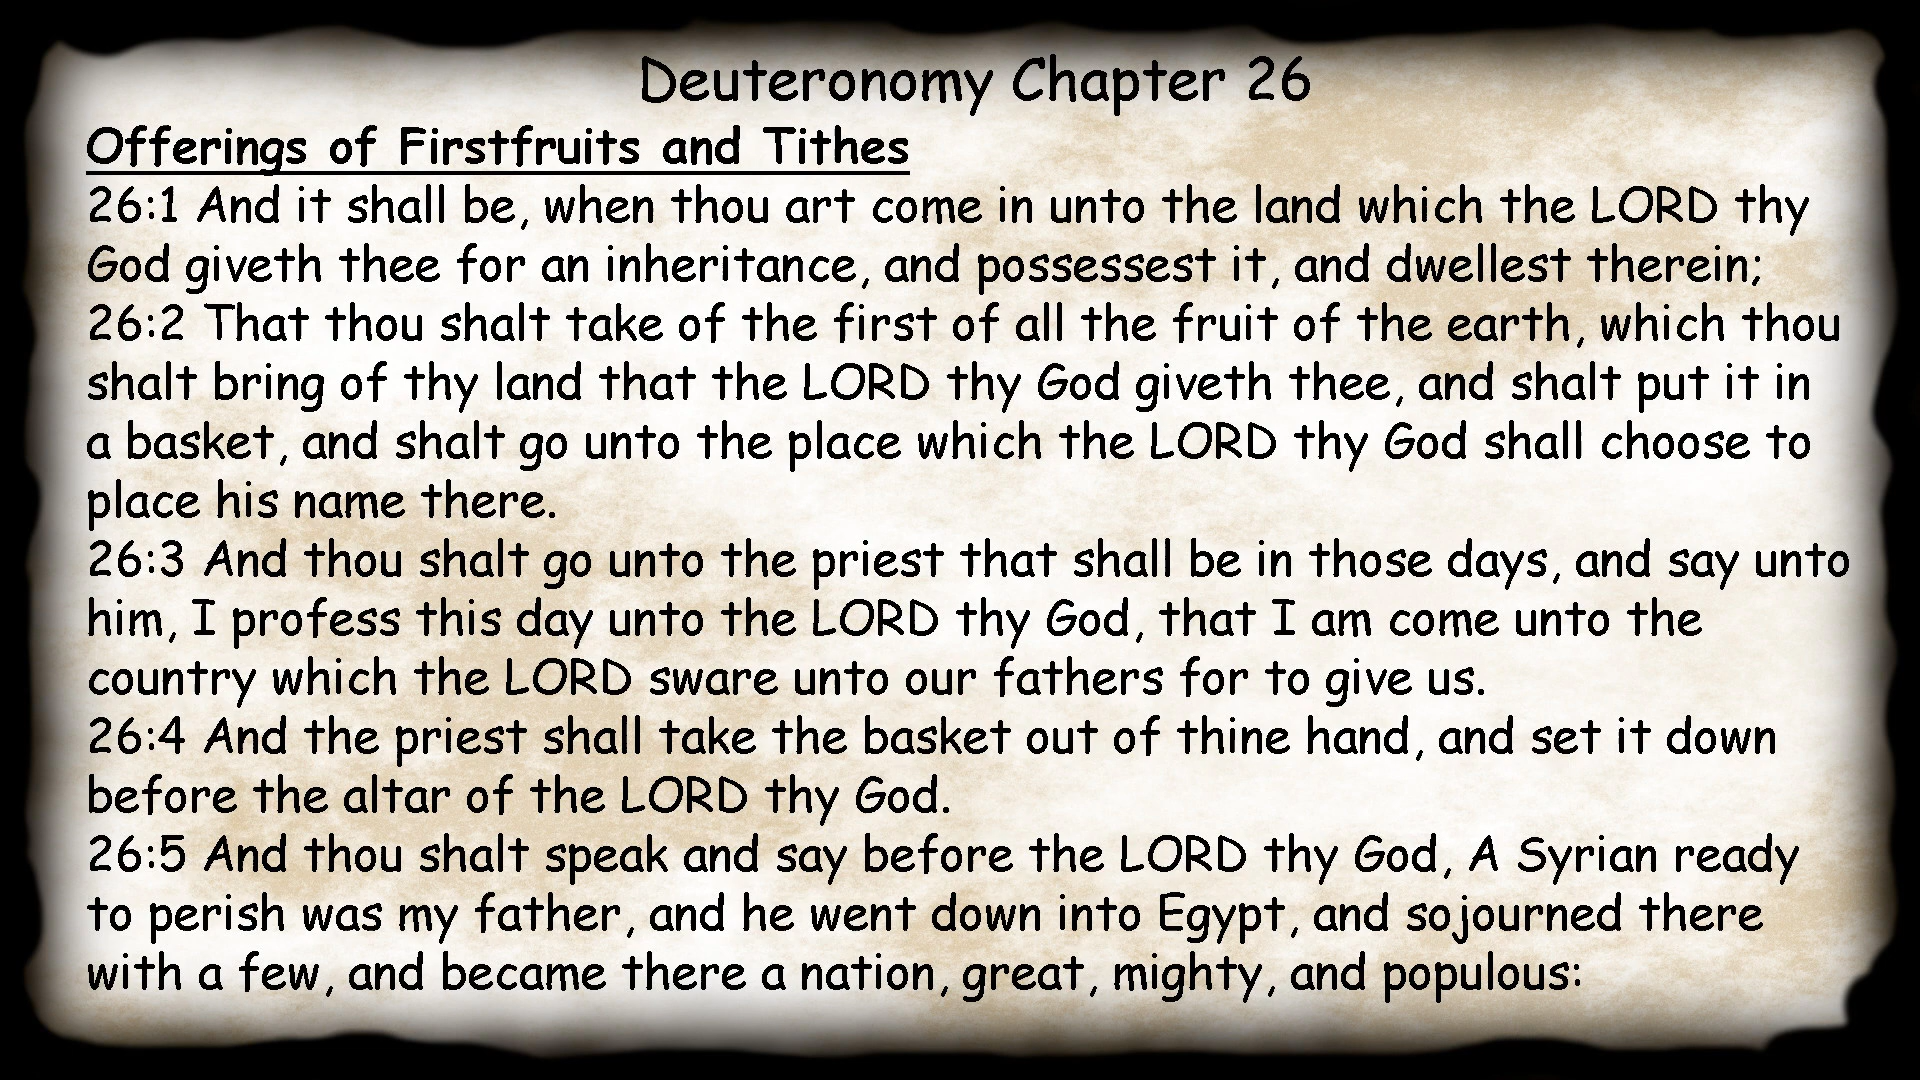 Deuteronomy Chapter 26
Offerings of Firstfruits and Tithes
26:1 And it shall be, when thou art come in unto the land which the LORD thy
God giveth thee for an inheritance, and possessest it, and dwellest therein;
26:2 That thou shalt take of the first of all the fruit of the earth, which thou
shalt bring of thy land that the LORD thy God giveth thee, and shalt put it in
a basket, and shalt go unto the place which the LORD thy God shall choose to
place his name there.
26:3 And thou shalt go unto the priest that shall be in those days, and say unto
him, I profess this day unto the LORD thy God, that I am come unto the
country which the LORD sware unto our fathers for to give us.
26:4 And the priest shall take the basket out of thine hand, and set it down
before the altar of the LORD thy God.
26:5 And thou shalt speak and say before the LORD thy God, A Syrian ready
to perish was my father, and he went down into Egypt, and sojourned there
with a few, and became there a nation, great, mighty, and populous: